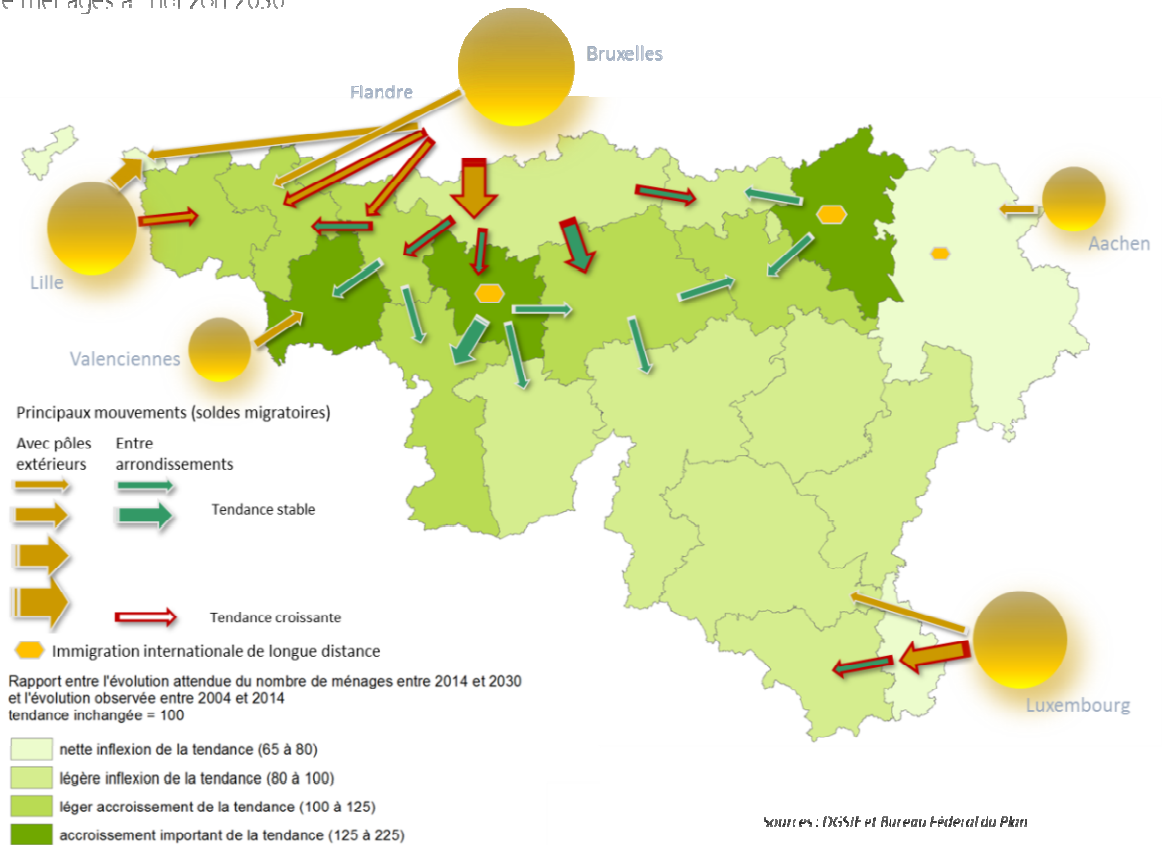 Bruxelles
Flandre
Lille
Aachen
Valenciennes
Principaux mouvements (soldes migratoires)
Avec pôles extérieurs
Entre arrondissements
Tendance stable
Tendance croissante
Immigration internationale de longue distance
Rapport entre l'évolution attendue du nombre de ménages entre 2014 et 2030
et l'évolution observée entre 2004 et 2014
tendance inchangée = 100
Luxembourg
nette inflexion de la tendance (65 à 80)
légère inflexion de la tendance (80 à 100)
léger accroissement de la tendance (100 à 125)
accroissement important de la tendance (125 à 225)
Sources : DGSIE et Bureau Fédéral du Plan